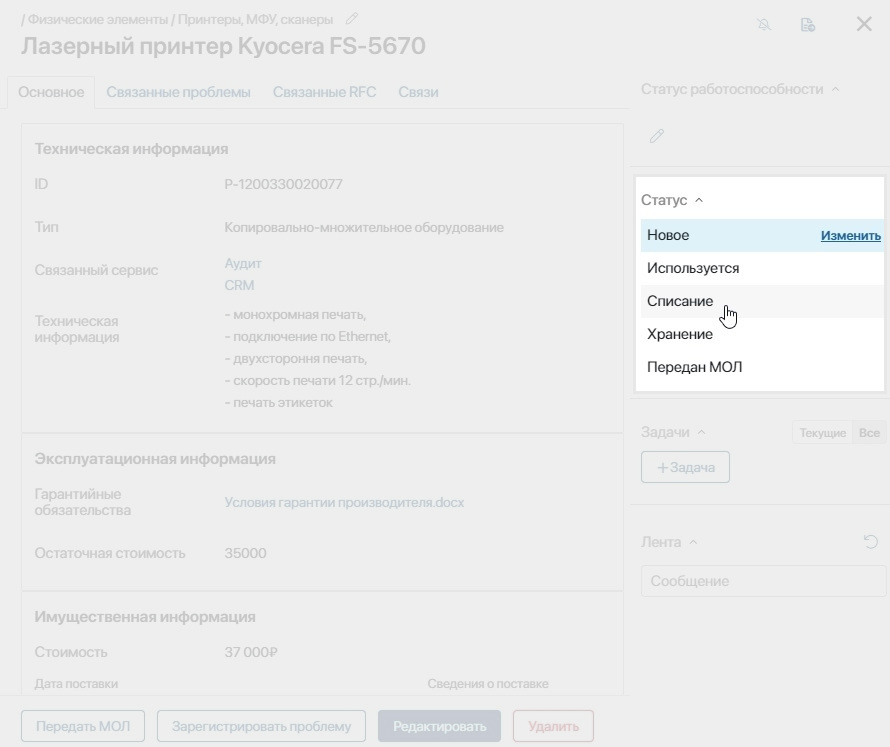 / Физические элементы / Принтеры, МФУ, сканеры
Лазерный принтер Kyocera FS-5670
Основное
Связанные проблемы
Связанные RFC
Связи
Техническая информация
ID
P-1200330020077
Тип
Копировально-множительное оборудование
Связанный сервис
Аудит
CRM
Техническая
информация
- монохромная печать,
- подключение по Ethernet,
- двухстороння печать,
- скорость печати 12 стр./мин.
- печать этикеток
Эксплуатационная информация
Гарантийные
обязательства
Условия гарантии производителя.docx
Остаточная стоимость
35000
Имущественная информация
Стоимость
37 000₽
Дата поставки
Сведения о поставке
Передать МОЛ
Зарегистрировать проблему
Редактировать
Удалить
Статус работоспособности
Статус
Новое
Изменить
Используется
Списание
Хранение
Передан МОЛ
Задачи
Текущие
Все
+Задача
Лента
Сообщение